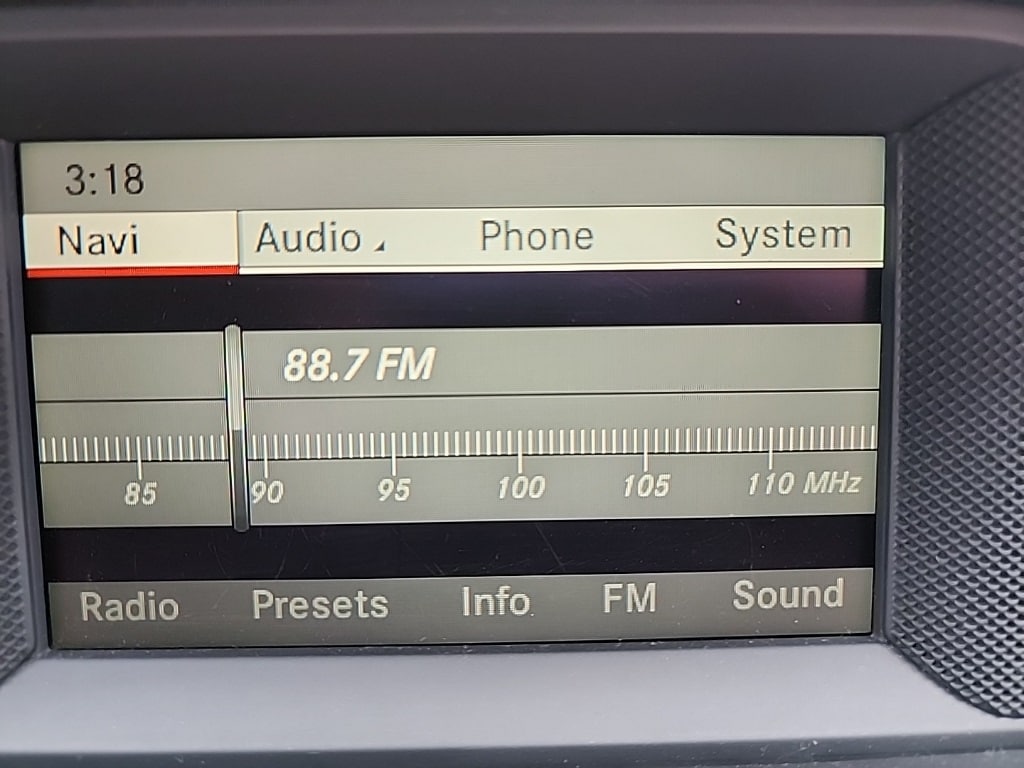 3:18
Navi Audio Phone System
88.7 FM
85 90 95 100 105 110 MHz
Radio Presets Info FM Sound